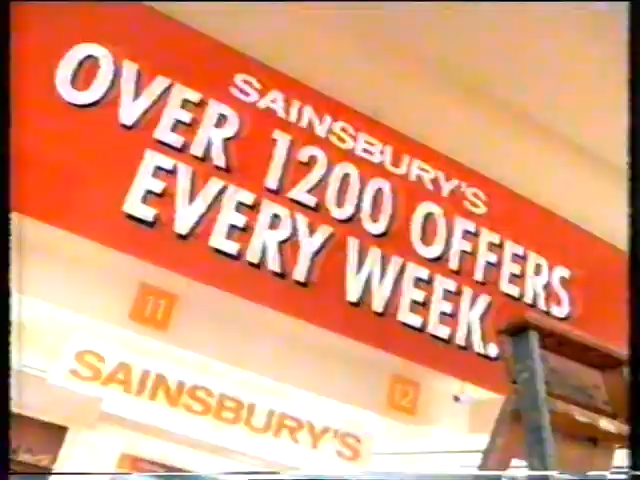 SAINSBURY'S
OVER 1200 OFFERS
EVERY WEEK.
11
12
SAINSBURY'S